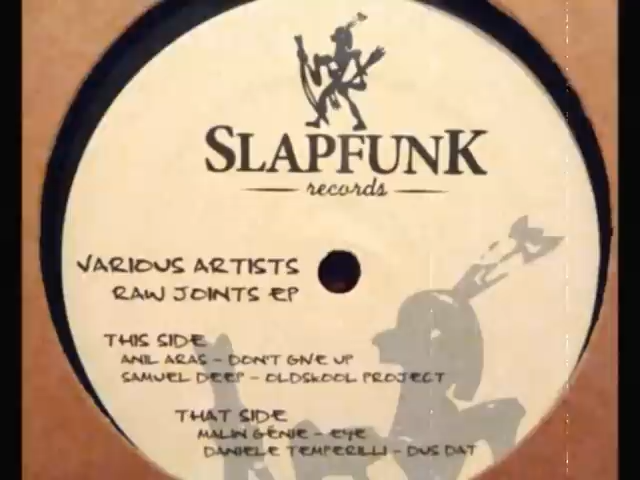 SLAPFUNK
records
VARIOUS ARTISTS
RAW JOINTS EP
THIS SIDE
ANIL ARAS - DON'T GIVE UP
SAMUEL DEEP - OLDSKOOL PROJECT
THAT SIDE
MALIN GÉNIE - EYE
DANIELE TEMPERILLI - DUS DAT